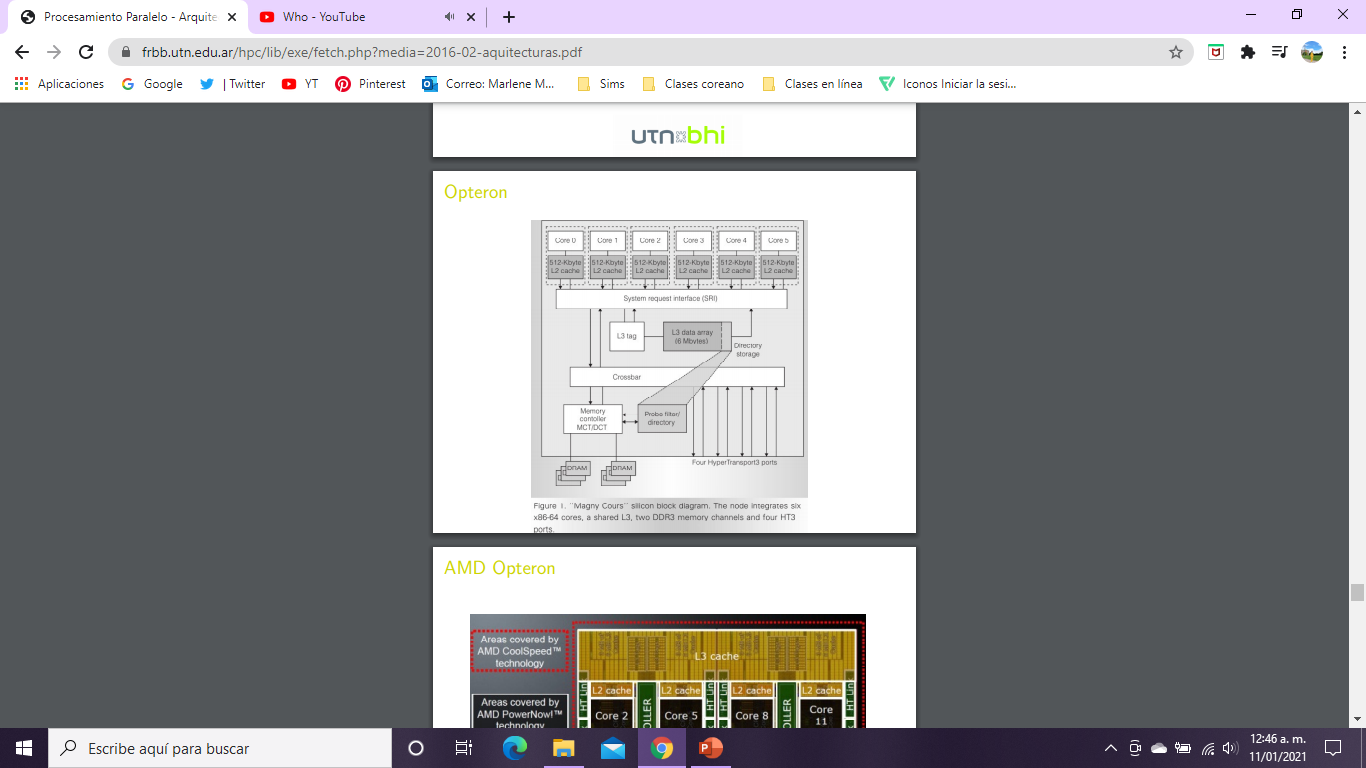 Procesamiento Paralelo - Arquite
Who - YouTube
frbb.utn.edu.ar/hpc/lib/exe/fetch.php?media=2016-02-aquitecturas.pdf
Aplicaciones
Google
| Twitter
YT
Pinterest
Correo: Marlene M...
Sims
Clases coreano
Clases en línea
Iconos Iniciar la sesi...
utn bhi
Opteron
Core 0 Core 1 Core 2 Core 3 Core 4 Core 5
512-Kbyte 512-Kbyte 512-Kbyte 512-Kbyte 512-Kbyte 512-Kbyte
L2 cache L2 cache L2 cache L2 cache L2 cache L2 cache
System request interface (SRI)
L3 tag
L3 data array
(6 Mbytes)
Directory
storage
Crossbar
Memory
contoller
MCT/DCT
Probe filter/
directory
DRAM
DRAM
Four HyperTransport3 ports
Figure 1. ``Magny Cours´´ silicon block diagram. The node integrates six
x86-64 cores, a shared L3, two DDR3 memory channels and four HT3
ports.
AMD Opteron
Areas covered by
AMD CoolSpeed™
technology
Areas covered by
AMD PowerNow!™
technology
L3 cache
L2 cache L2 cache L2 cache L2 cache
Core 2 Core 5 Core 8 Core
11
Escribe aquí para buscar
12:46 a. m.
11/01/2021